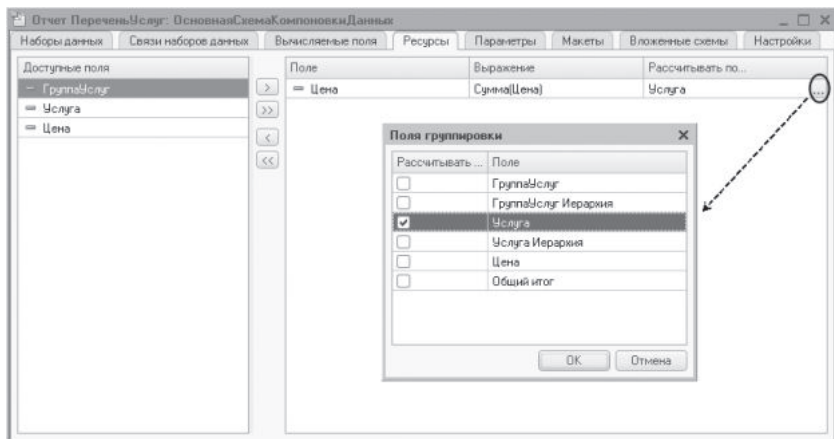 Отчет ПереченьУслуг: ОсновнаяСхемаКомпоновкиДанных
Наборы данных Связи наборов данных Вычисляемые поля Ресурсы Параметры Макеты Вложенные схемы Настройки
Доступные поля
ГруппаУслуг
Услуга
Цена
> >> < <<
Поле Выражение Рассчитывать по...
Цена Сумма(Цена) Услуга ...
Поля группировки
Рассчитывать ... Поле
ГруппаУслуг
ГруппаУслуг Иерархия
Услуга
Услуга Иерархия
Цена
Общий итог
ОК Отмена